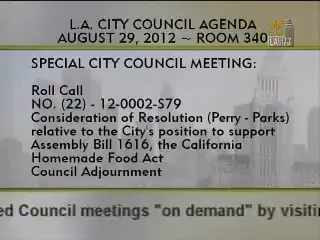 L.A. CITY COUNCIL AGENDA
AUGUST 29, 2012 ~ ROOM 340
SPECIAL CITY COUNCIL MEETING:
Roll Call
NO. (22) - 12-0002-S79
Consideration of Resolution (Perry - Parks)
relative to the City's position to support
Assembly Bill 1616, the California
Homemade Food Act
Council Adjournment
ed Council meetings "on demand" by visitin